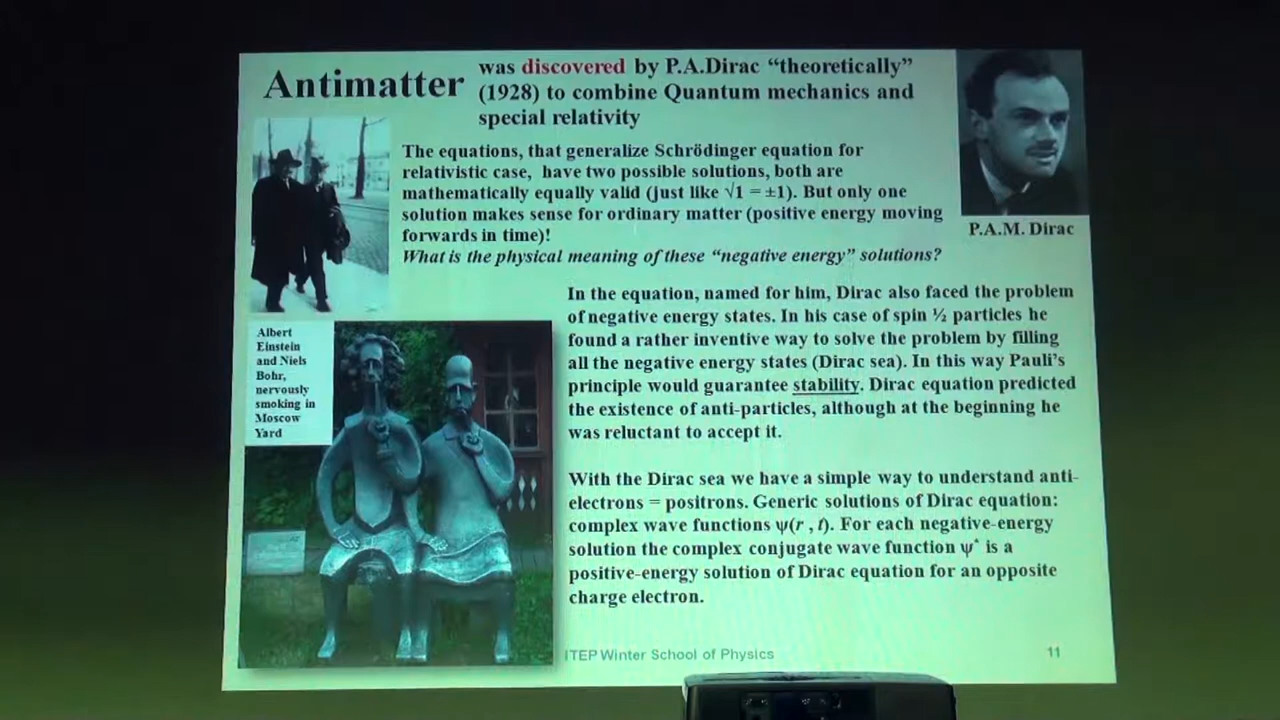 Antimatter
was discovered by P.A.Dirac “theoretically”
(1928) to combine Quantum mechanics and
special relativity
The equations, that generalize Schrödinger equation for
relativistic case, have two possible solutions, both are
mathematically equally valid (just like √1 = ±1). But only one
solution makes sense for ordinary matter (positive energy moving
forwards in time)!
What is the physical meaning of these “negative energy” solutions?
P.A.M. Dirac
Albert
Einstein
and Niels
Bohr,
nervously
smoking in
Moscow
Yard
In the equation, named for him, Dirac also faced the problem
of negative energy states. In his case of spin ½ particles he
found a rather inventive way to solve the problem by filling
all the negative energy states (Dirac sea). In this way Pauli’s
principle would guarantee stability. Dirac equation predicted
the existence of anti-particles, although at the beginning he
was reluctant to accept it.
With the Dirac sea we have a simple way to understand anti-
electrons = positrons. Generic solutions of Dirac equation:
complex wave functions ψ(r , t). For each negative-energy
solution the complex conjugate wave function ψ* is a
positive-energy solution of Dirac equation for an opposite
charge electron.
ITEP Winter School of Physics
11